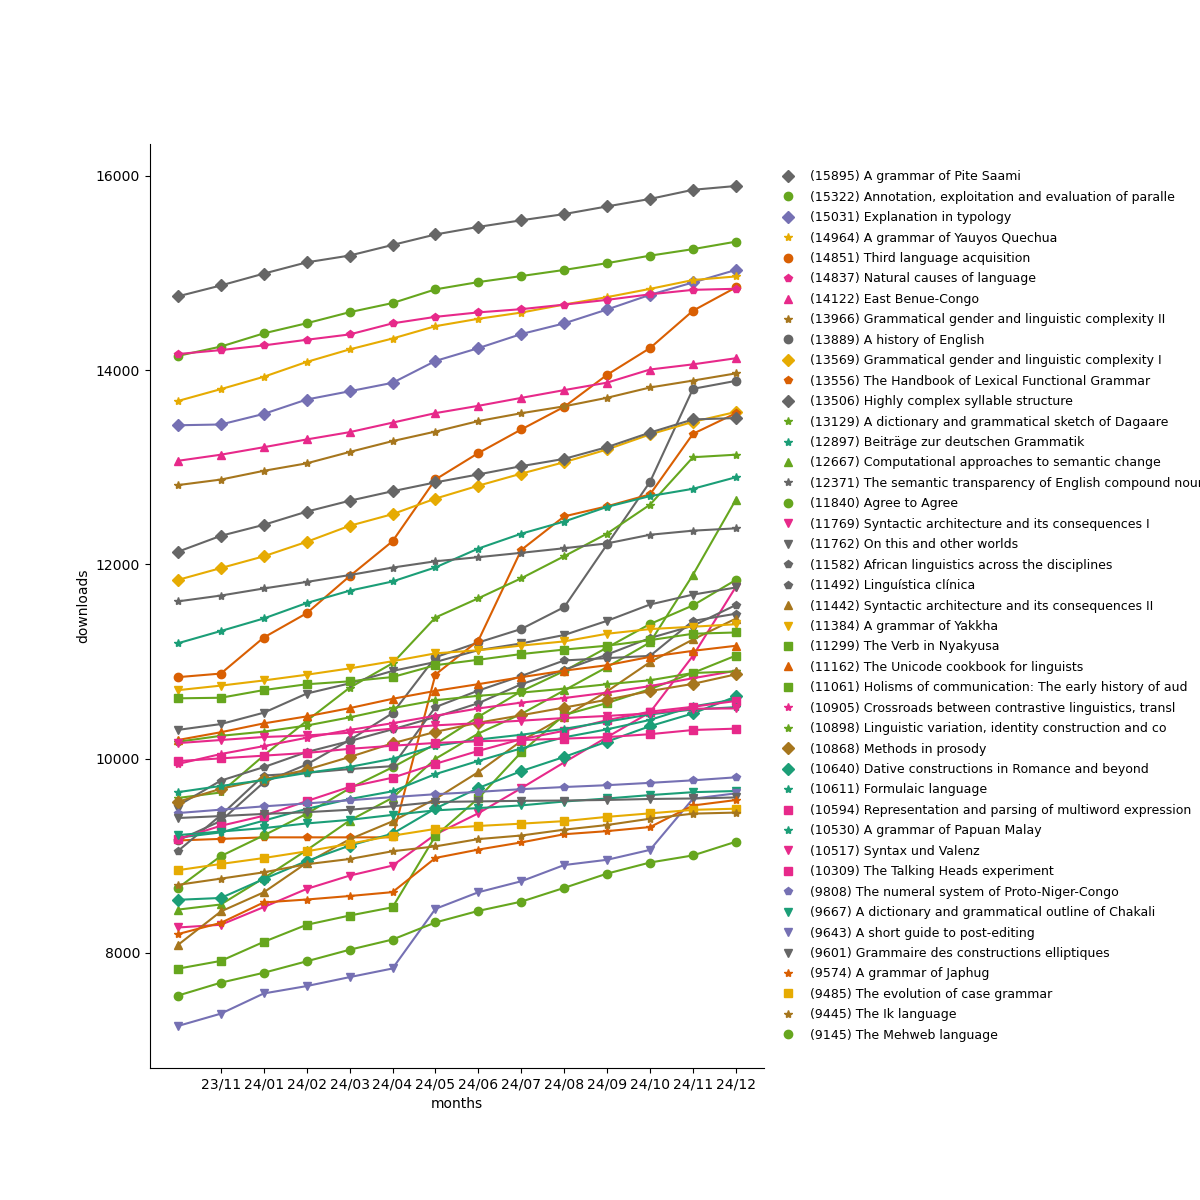 16000
14000
12000
10000
8000
downloads
23/11 24/01 24/02 24/03 24/04 24/05 24/06 24/07 24/08 24/09 24/10 24/11 24/12
months
(15895) A grammar of Pite Saami
(15322) Annotation, exploitation and evaluation of paralle
(15031) Explanation in typology
(14964) A grammar of Yauyos Quechua
(14851) Third language acquisition
(14837) Natural causes of language
(14122) East Benue-Congo
(13966) Grammatical gender and linguistic complexity II
(13889) A history of English
(13569) Grammatical gender and linguistic complexity I
(13556) The Handbook of Lexical Functional Grammar
(13506) Highly complex syllable structure
(13129) A dictionary and grammatical sketch of Dagaare
(12897) Beiträge zur deutschen Grammatik
(12667) Computational approaches to semantic change
(12371) The semantic transparency of English compound nour
(11840) Agree to Agree
(11769) Syntactic architecture and its consequences I
(11762) On this and other worlds
(11582) African linguistics across the disciplines
(11492) Linguística clínica
(11442) Syntactic architecture and its consequences II
(11384) A grammar of Yakkha
(11299) The Verb in Nyakyusa
(11162) The Unicode cookbook for linguists
(11061) Holisms of communication: The early history of aud
(10905) Crossroads between contrastive linguistics, transl
(10898) Linguistic variation, identity construction and co
(10868) Methods in prosody
(10640) Dative constructions in Romance and beyond
(10611) Formulaic language
(10594) Representation and parsing of multiword expression
(10530) A grammar of Papuan Malay
(10517) Syntax und Valenz
(10309) The Talking Heads experiment
(9808) The numeral system of Proto-Niger-Congo
(9667) A dictionary and grammatical outline of Chakali
(9643) A short guide to post-editing
(9601) Grammaire des constructions elliptiques
(9574) A grammar of Japhug
(9485) The evolution of case grammar
(9445) The Ik language
(9145) The Mehweb language